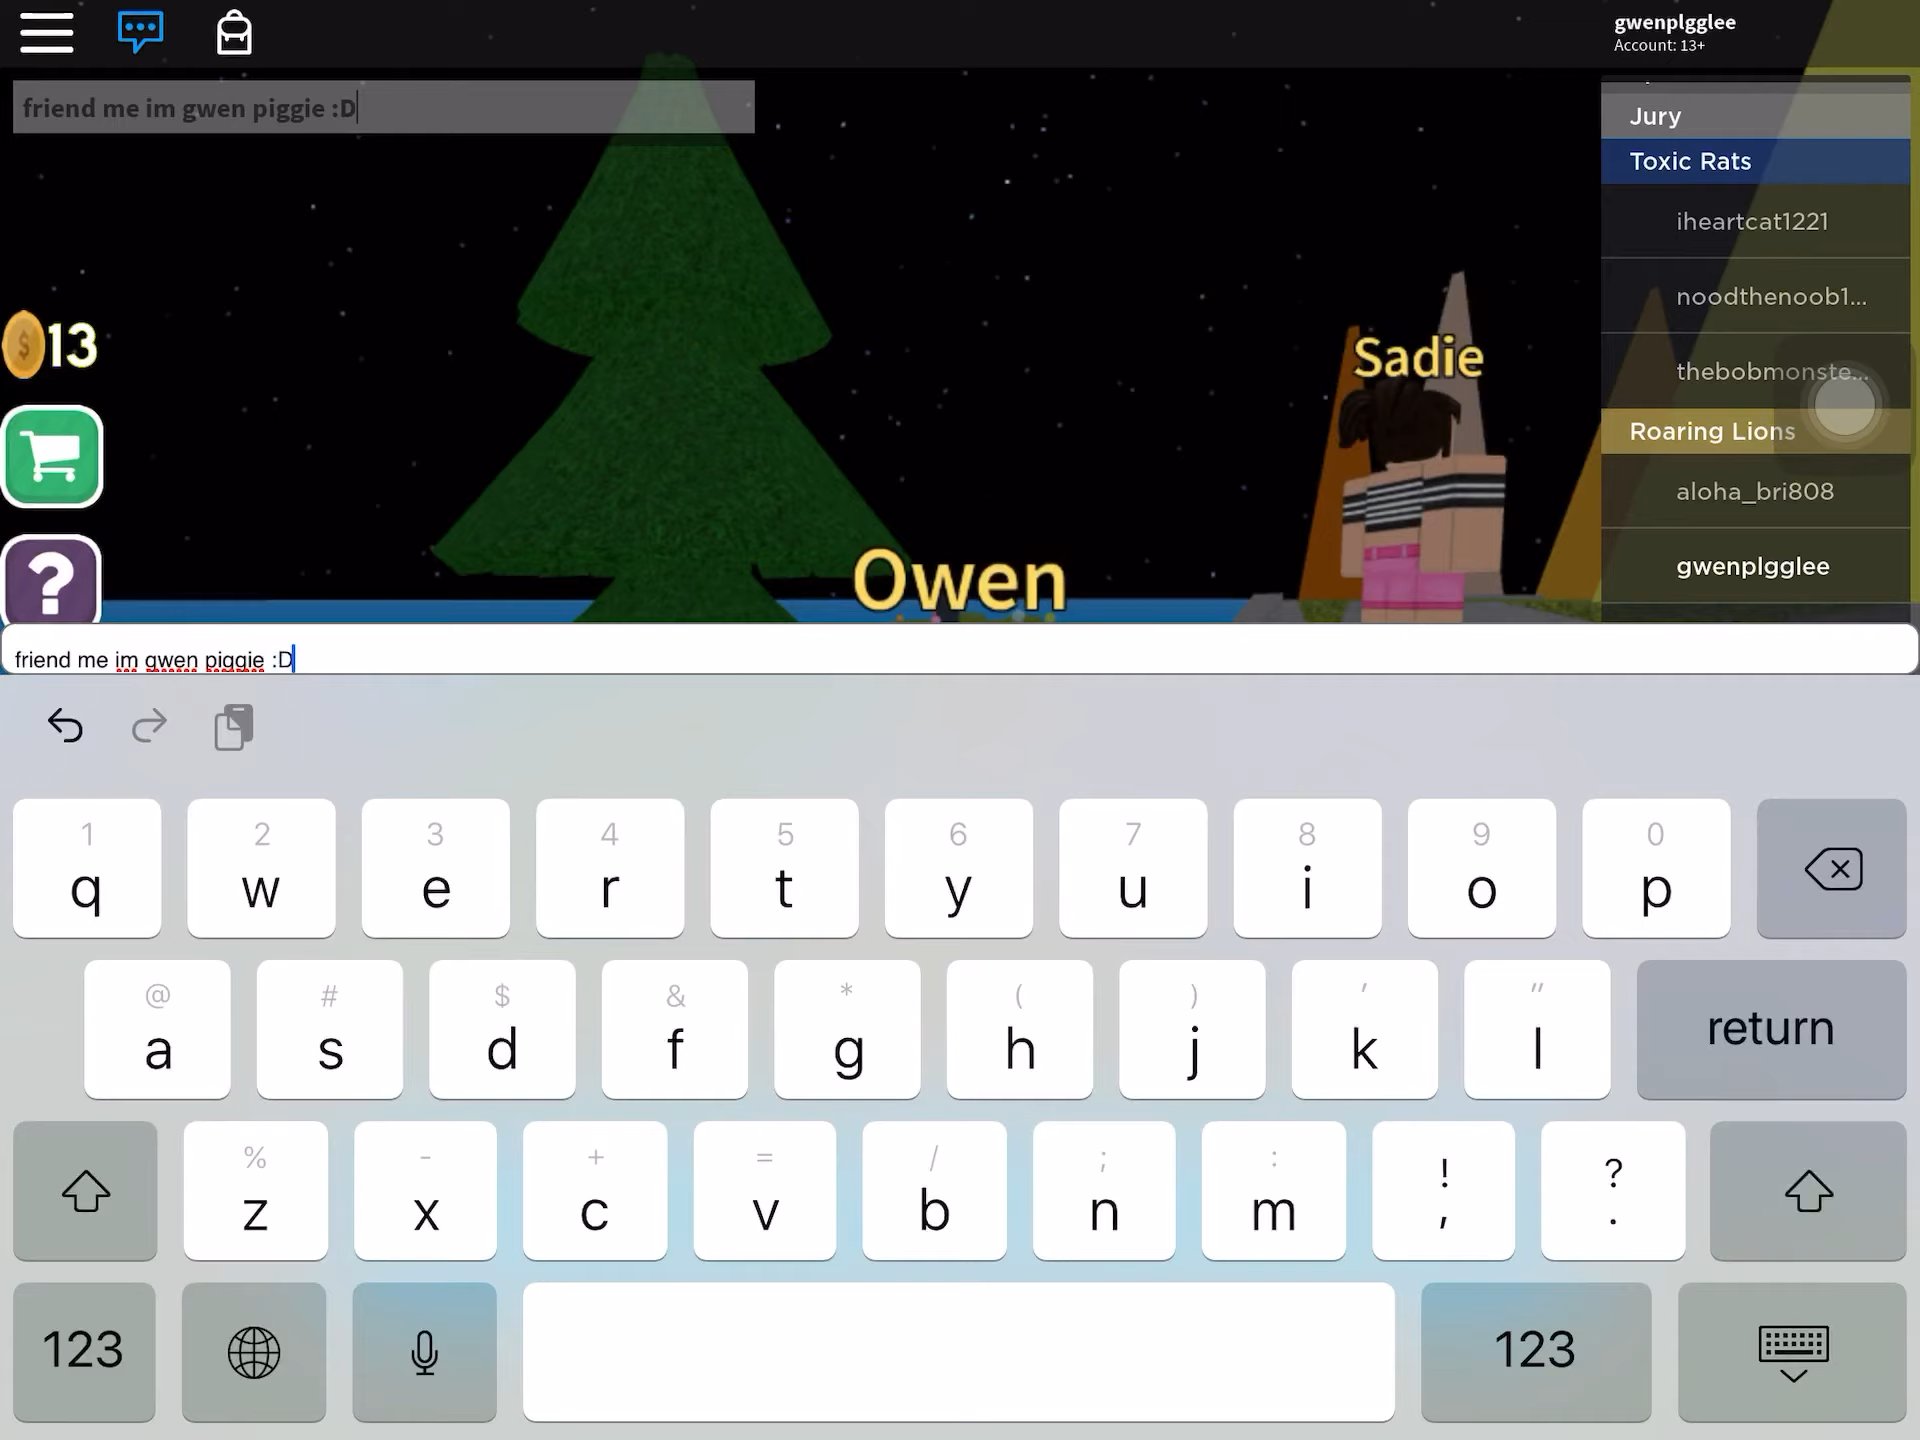 gwenplgglee
Account: 13+
friend me im gwen piggie :D
Jury
Toxic Rats
iheartcat1221
noodthenoob1...
thebobmonste...
Roaring Lions
aloha_bri808
gwenplgglee
13
Sadie
Owen
?
friend me im gwen piggie :D
1 2 3 4 5 6 7 8 9 0
q w e r t y u i o p
@ # $ & * ( ) ' "
a s d f g h j k l return
% - + = / ; : ! ?
z x c v b n m , .
123 123